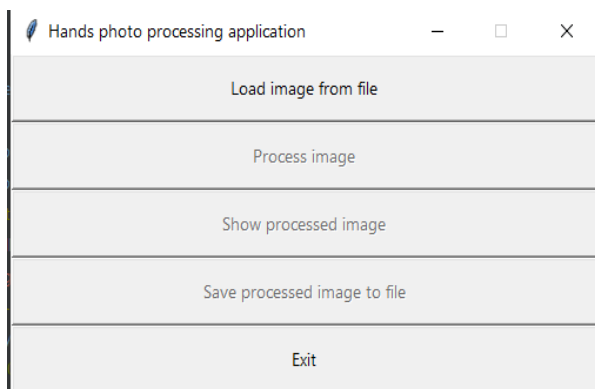 Hands photo processing application
Load image from file
Process image
Show processed image
Save processed image to file
Exit